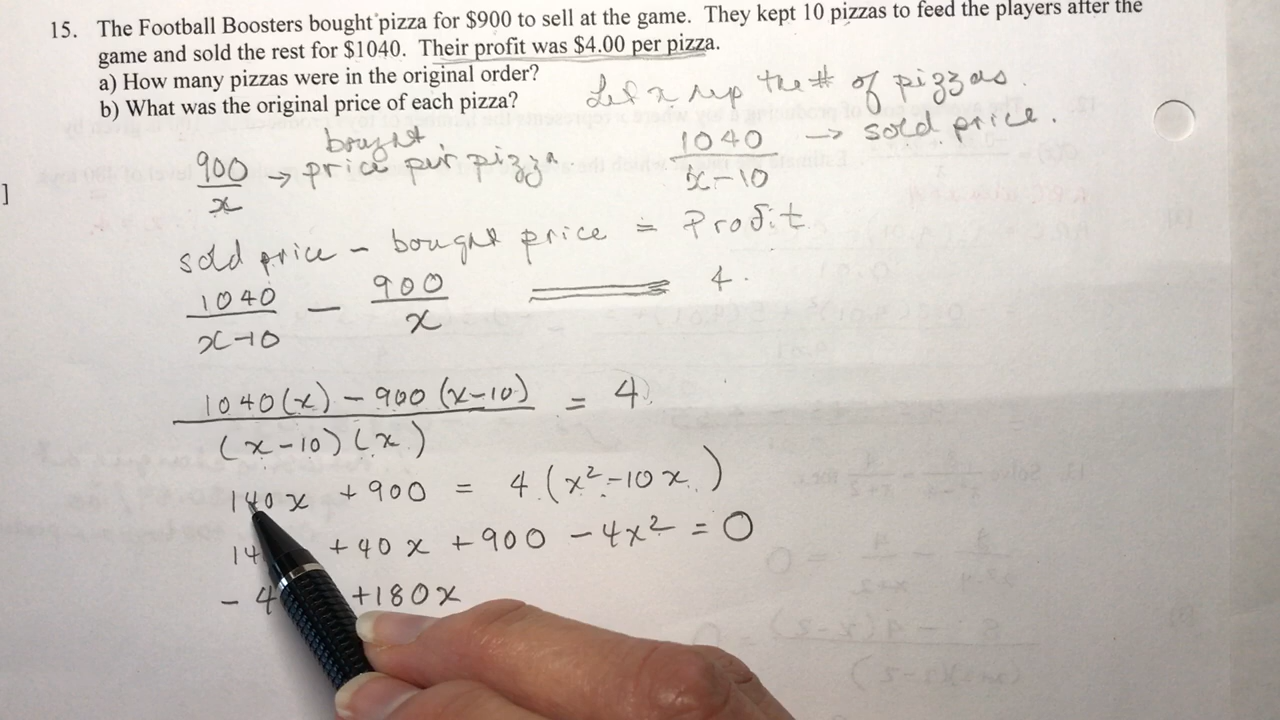 15. The Football Boosters bought pizza for $900 to sell at the game. They kept 10 pizzas to feed the players after the
game and sold the rest for $1040. Their profit was $4.00 per pizza.
a) How many pizzas were in the original order?
b) What was the original price of each pizza?
Let x rep the # of pizzas.
900/x → bought price per pizza.
1040/x-10 → sold price.
sold price - bought price = Profit
1040/x-10 - 900/x = 4.
1040(x) - 900(x-10)/(x-10)(x) = 4
140x + 900 = 4(x²-10x)
14 +40x +900 -4x² = 0
-4 +180x
]